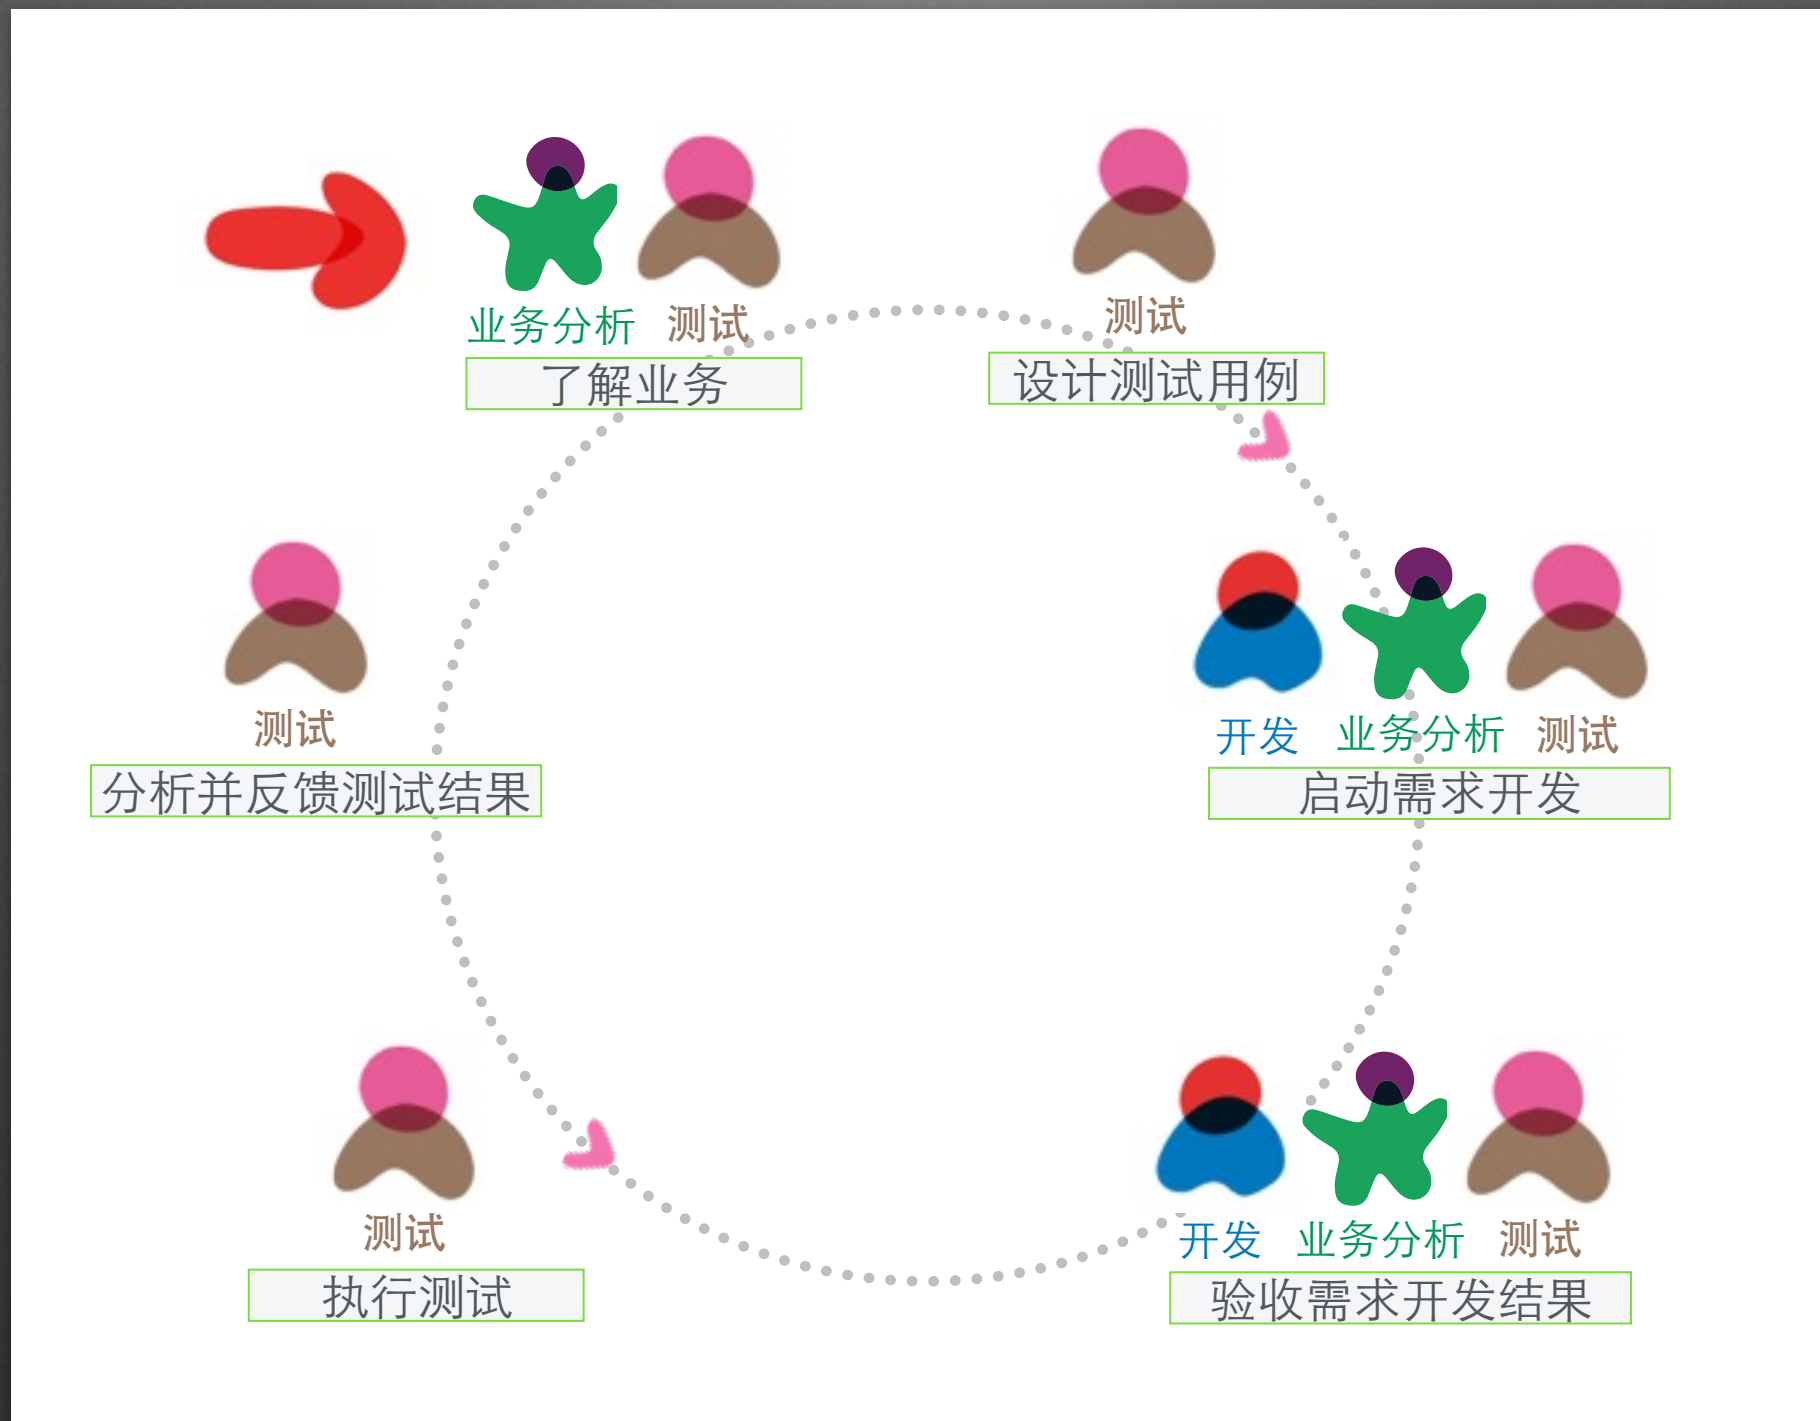 业务分析 测试
了解业务
测试
设计测试用例
开发 业务分析 测试
启动需求开发
开发 业务分析 测试
验收需求开发结果
测试
执行测试
测试
分析并反馈测试结果